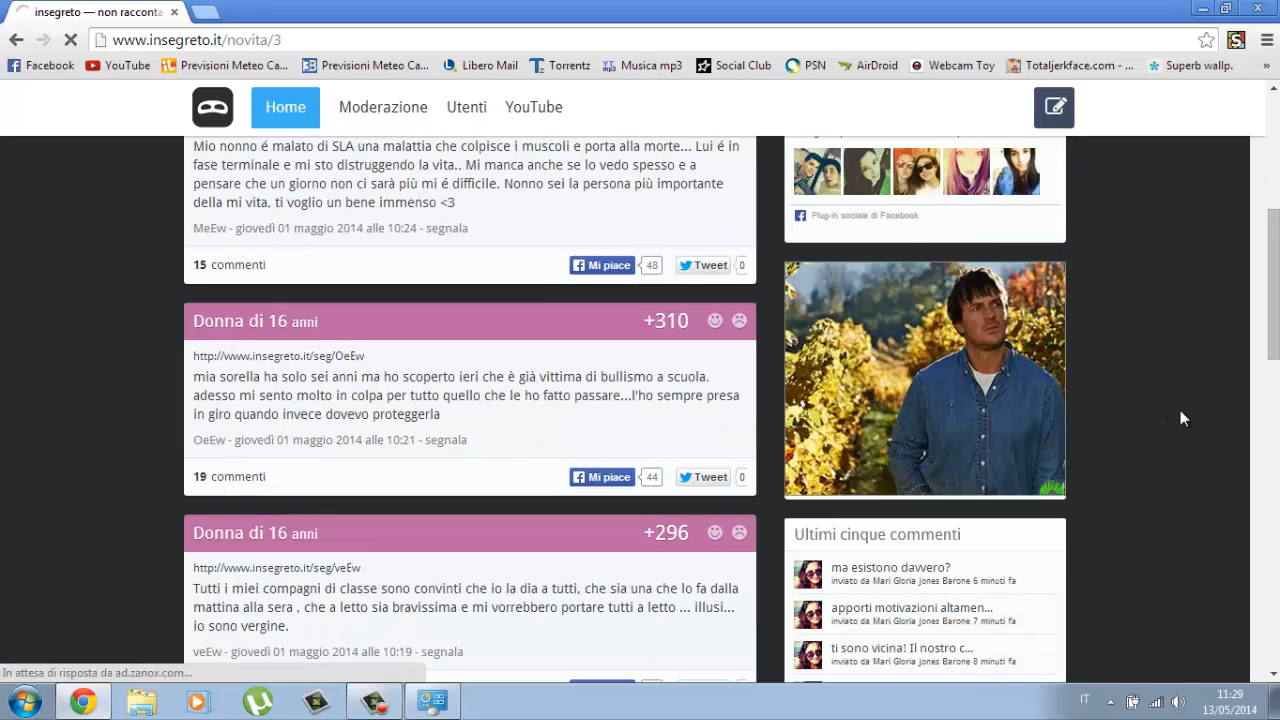 insegreto — non racconta
www.insegreto.it/novita/3
Facebook
YouTube
Previsioni Meteo Ca...
Previsioni Meteo Ca...
Libero Mail
Torrentz
Musica mp3
Social Club
PSN
AirDroid
Webcam Toy
Totaljerkface.com - ...
Superb wallp.
»
Home
Moderazione
Utenti
YouTube
Mio nonno é malato di SLA una malattia che colpisce i muscoli e porta alla morte... Lui é in
fase terminale e mi sta distruggendo la vita.. Mi manca anche se lo vedo spesso e a
pensare che un giorno non ci sarà più mi é difficile. Nonno sei la persona più importante
della mi vita, ti voglio un bene immenso <3
MeEw - giovedì 01 maggio 2014 alle 10:24 - segnala
15 commenti
Mi piace
48
Tweet
0
Donna di 16 anni
+310
http://www.insegreto.it/seg/OeEw
mia sorella ha solo sei anni ma ho scoperto ieri che è già vittima di bullismo a scuola.
adesso mi sento molto in colpa per tutto quello che le ho fatto passare...l'ho sempre presa
in giro quando invece dovevo proteggerla
OeEw - giovedì 01 maggio 2014 alle 10:21 - segnala
19 commenti
Mi piace
44
Tweet
0
Donna di 16 anni
+296
http://www.insegreto.it/seg/veEw
Tutti i miei compagni di classe sono convinti che io la dia a tutti, che sia una che lo fa dalla
mattina alla sera , che a letto sia bravissima e mi vorrebbero portare tutti a letto ... illusi...
io sono vergine.
veEw - giovedì 01 maggio 2014 alle 10:19 - segnala
Plug-in sociale di Facebook
Ultimi cinque commenti
ma esistono davvero?
inviato da Mari Gloria Jones Barone 6 minuti fa
apporti motivazioni altamen...
inviato da Mari Gloria Jones Barone 7 minuti fa
ti sono vicina! Il nostro c...
inviato da Mari Gloria Jones Barone 8 minuti fa
In attesa di risposta da ad.zanox.com...
IT
11:29
13/05/2014